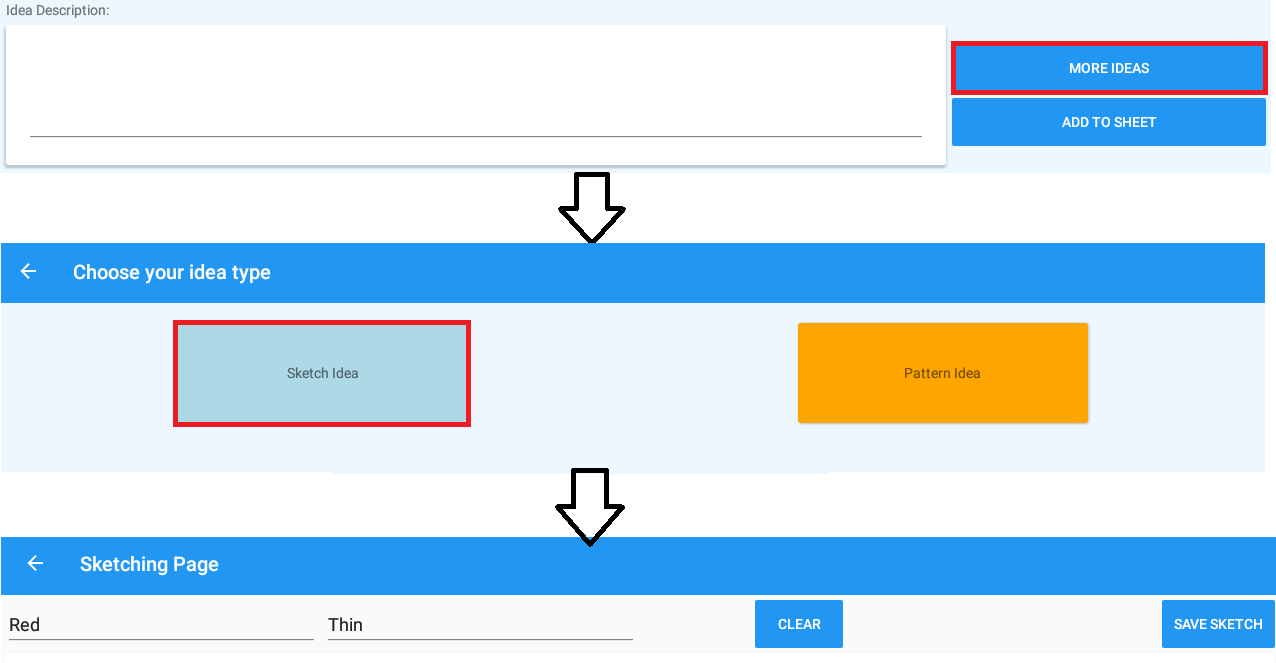 Idea Description:
MORE IDEAS
ADD TO SHEET
Choose your idea type
Sketch Idea
Pattern Idea
Sketching Page
Red
Thin
CLEAR
SAVE SKETCH